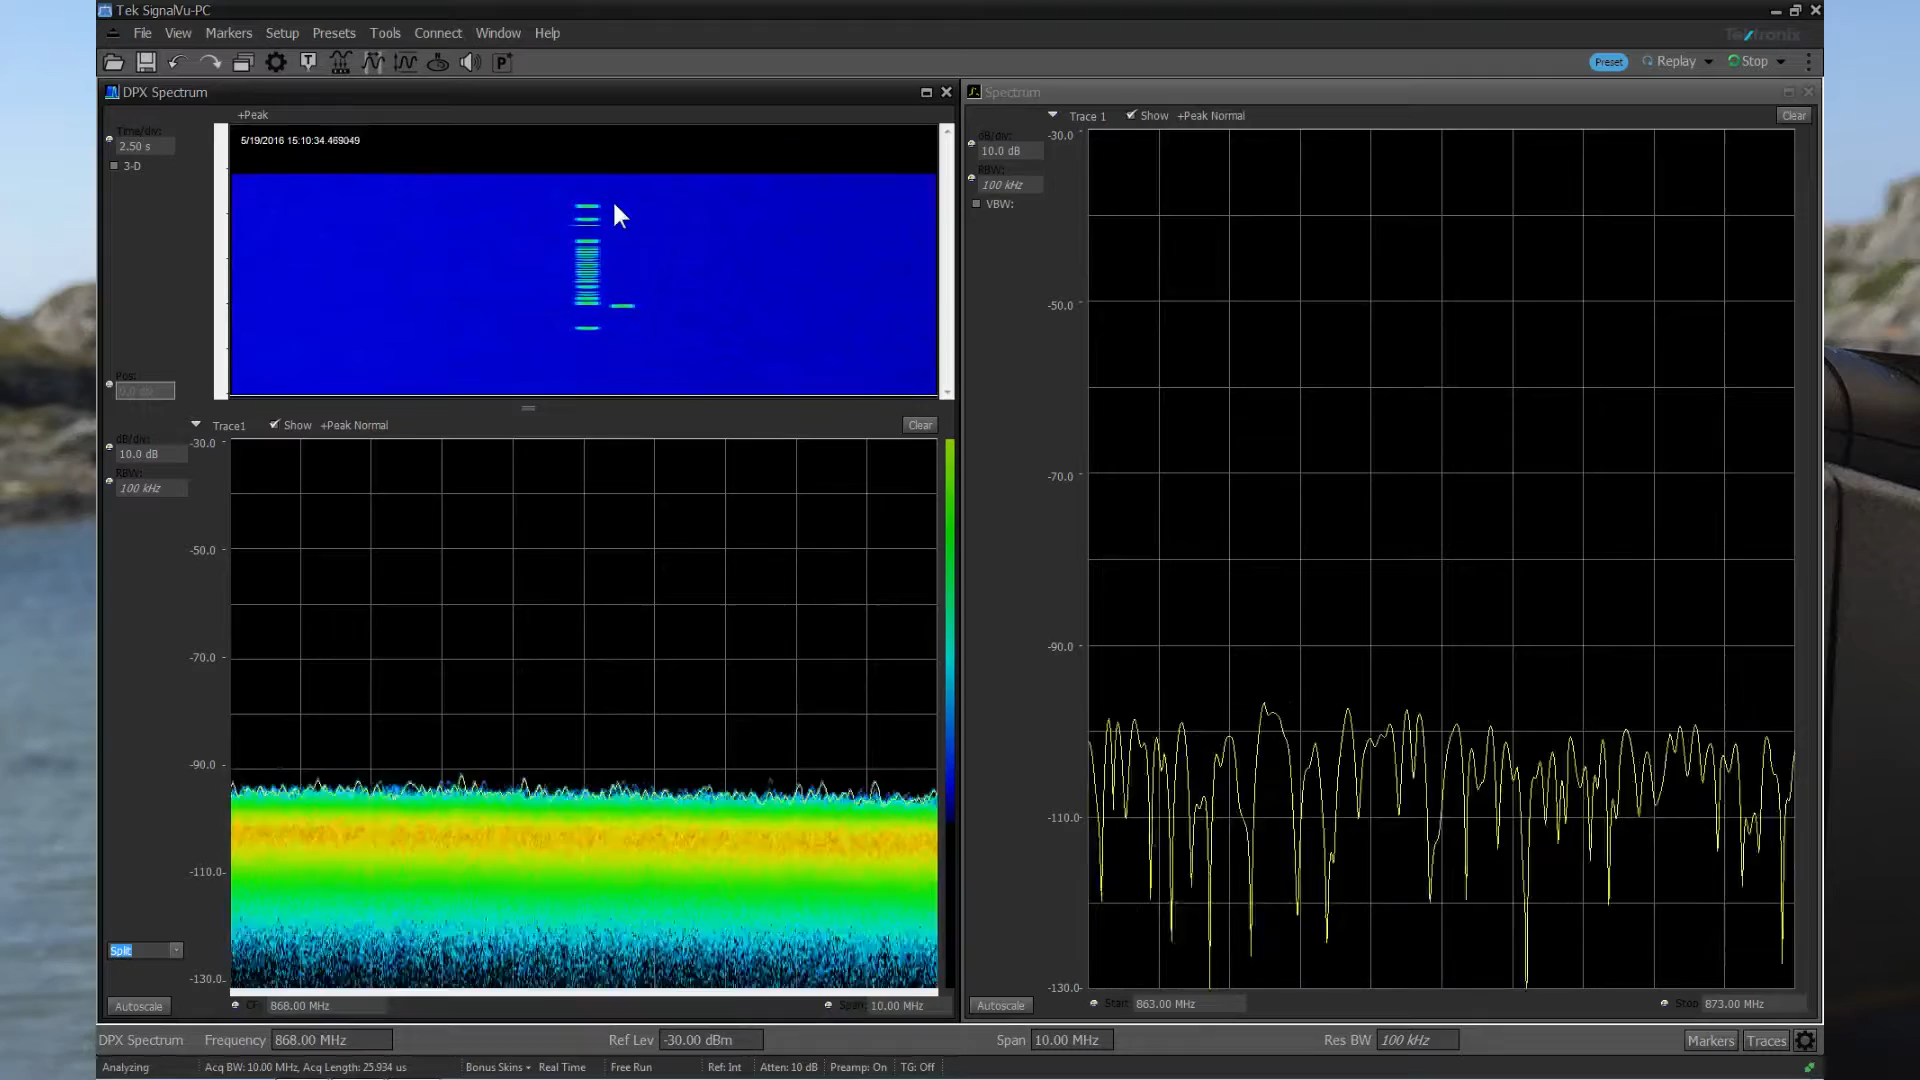 Tek SignalVu-PC
File View Markers Setup Presets Tools Connect Window Help
Tektronix
Preset Replay Stop
DPX Spectrum
+Peak
Time/div:
2.50 s
3-D
5/19/2016 15:10:34.469049
Pos:
Trace1 Show +Peak Normal Clear
dB/div:
10.0 dB
RBW:
100 kHz
-30.0
-50.0
-70.0
-90.0
-110.0
-130.0
Split
Autoscale CF: 868.00 MHz Span: 10.00 MHz
Spectrum
Trace 1 Show +Peak Normal Clear
dB/div:
10.0 dB
RBW:
100 kHz
VBW:
-30.0
-50.0
-70.0
-90.0
-110.0
-130.0
Autoscale Start 863.00 MHz Stop 873.00 MHz
DPX Spectrum Frequency 868.00 MHz Ref Lev -30.00 dBm Span 10.00 MHz Res BW 100 kHz Markers Traces
Analyzing Acq BW: 10.00 MHz, Acq Length: 25.934 us Bonus Skins Real Time Free Run Ref: Int Atten: 10 dB Preamp: On TG: Off